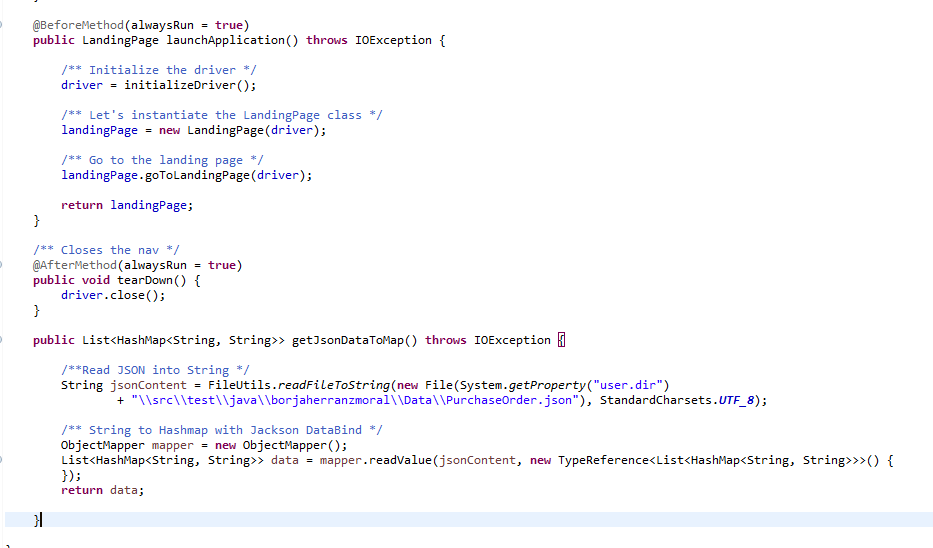 @BeforeMethod(alwaysRun = true)
public LandingPage launchApplication() throws IOException {
/** Initialize the driver */
driver = initializeDriver();
/** Let's instantiate the LandingPage class */
landingPage = new LandingPage(driver);
/** Go to the landing page */
landingPage.goToLandingPage(driver);
return landingPage;
}
/** Closes the nav */
@AfterMethod(alwaysRun = true)
public void tearDown() {
driver.close();
}
public List<HashMap<String, String>> getJsonDataToMap() throws IOException {
/**Read JSON into String */
String jsonContent = FileUtils.readFileToString(new File(System.getProperty("user.dir")
+ "\\src\\test\\java\\borjaherranzmoral\\Data\\PurchaseOrder.json"), StandardCharsets.UTF_8);
/** String to Hashmap with Jackson DataBind */
ObjectMapper mapper = new ObjectMapper();
List<HashMap<String, String>> data = mapper.readValue(jsonContent, new TypeReference<List<HashMap<String, String>>>() {
});
return data;
}